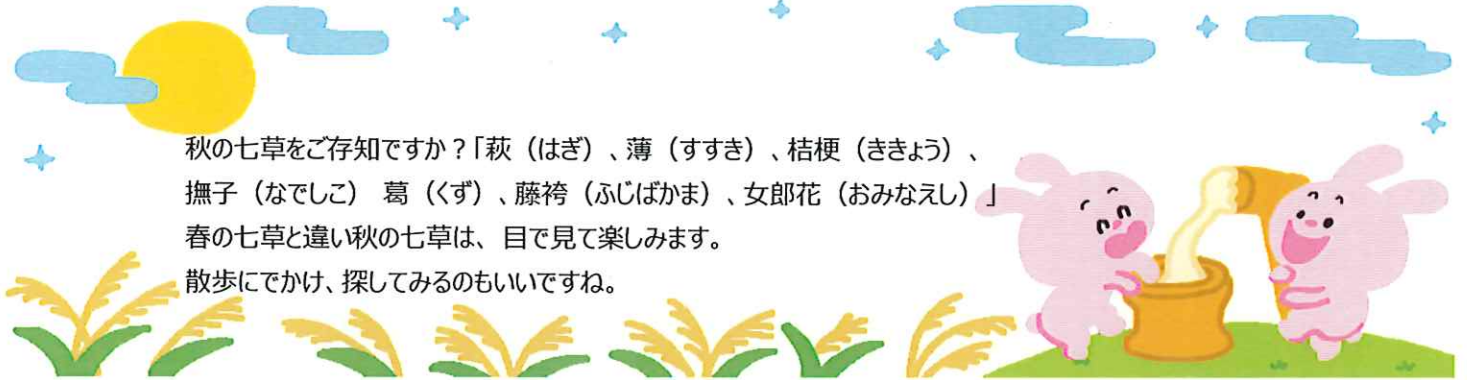 秋の七草をご存知ですか?「萩（はぎ）、薄（すすき）、桔梗（ききょう）、
撫子（なでしこ）　葛（くず）、藤袴（ふじばかま）、女郎花（おみなえし）」
春の七草と違い秋の七草は、目で見て楽しみます。
散歩にでかけ、探してみるのもいいですね。